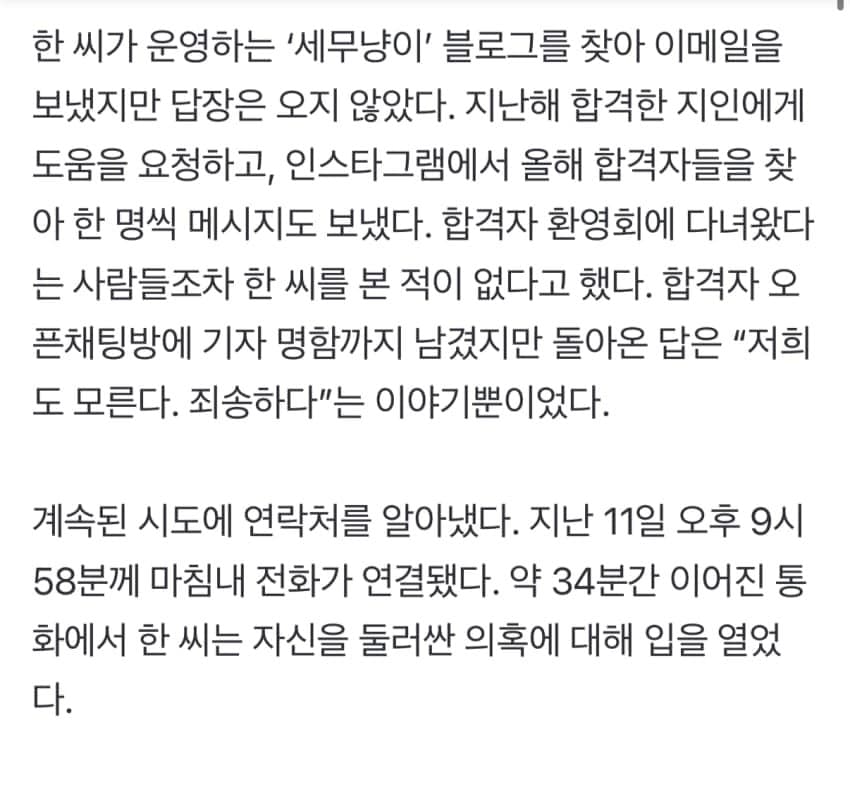 한 씨가 운영하는 ‘세무냥이’ 블로그를 찾아 이메일을
보냈지만 답장은 오지 않았다. 지난해 합격한 지인에게
도움을 요청하고, 인스타그램에서 올해 합격자들을 찾
아 한 명씩 메시지도 보냈다. 합격자 환영회에 다녀왔다
는 사람들조차 한 씨를 본 적이 없다고 했다. 합격자 오
픈채팅방에 기자 명함까지 남겼지만 돌아온 답은 “저희
도 모른다. 죄송하다”는 이야기뿐이었다.
계속된 시도에 연락처를 알아냈다. 지난 11일 오후 9시
58분께 마침내 전화가 연결됐다. 약 34분간 이어진 통
화에서 한 씨는 자신을 둘러싼 의혹에 대해 입을 열었
다.